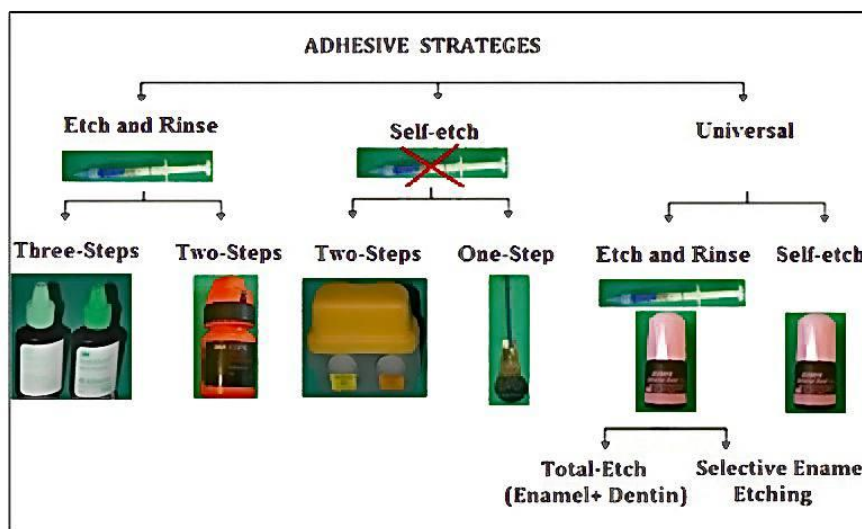 ADHESIVE STRATEGES
Etch and Rinse
Self-etch
Universal
Three-Steps
Two-Steps
Two-Steps
One-Step
Etch and Rinse
Self-etch
Total-Etch
(Enamel+ Dentin)
Selective Ename
Etching